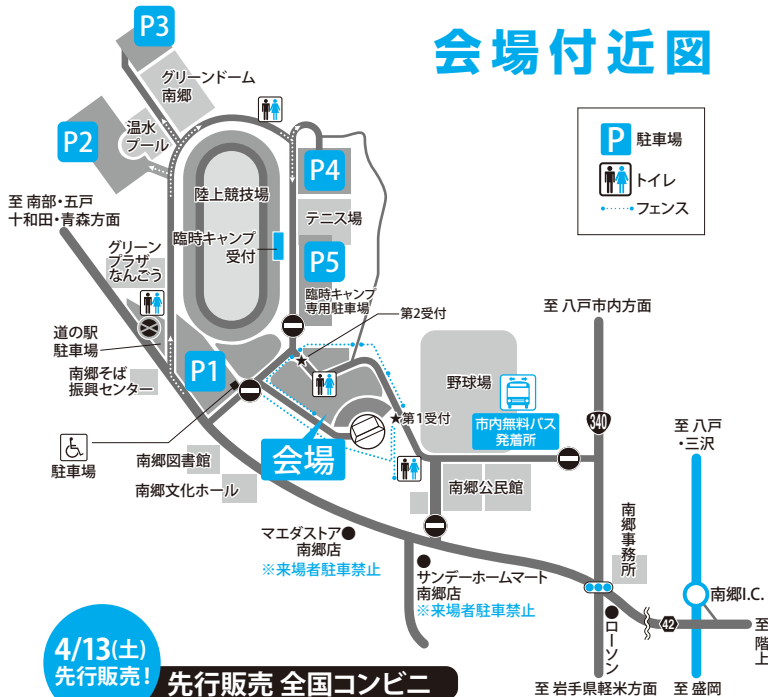 会場付近図
P 駐車場
トイレ
フェンス
P3
グリーンドーム
南郷
P2
温水
プール
P4
陸上競技場
テニス場
至 南部・五戸
十和田・青森方面
臨時キャンプ
受付
P5
グリーン
プラザ
なんごう
臨時キャンプ
専用駐車場
第2受付
至 八戸市内方面
道の駅
駐車場
P1
南郷そば
振興センター
野球場
★第1受付
市内無料バス
発着所
340
至 八戸
・三沢
駐車場
会場
南郷図書館
南郷文化ホール
南郷公民館
マエダストア●
南郷店
※来場者駐車禁止
サンデーホームマート
南郷店
※来場者駐車禁止
南郷事務所
南郷I.C.
ローソン
42
至
階上
4/13(土)
先行販売!
先行販売 全国コンビニ
至 岩手県軽米方面
至 盛岡